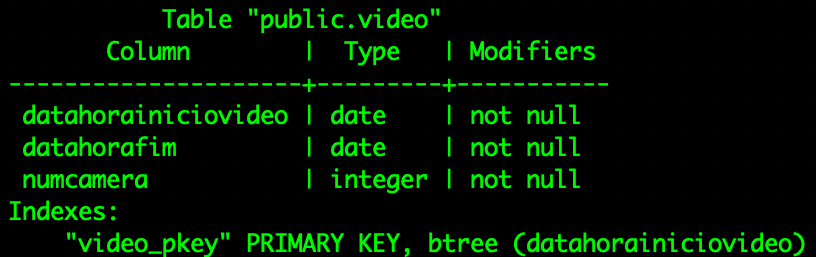 Table "public.video"
Column | Type | Modifiers
---------------------+---------+-----------
datahorainiciovideo | date | not null
datahorafim | date | not null
numcamera | integer | not null
Indexes:
"video_pkey" PRIMARY KEY, btree (datahorainiciovideo)